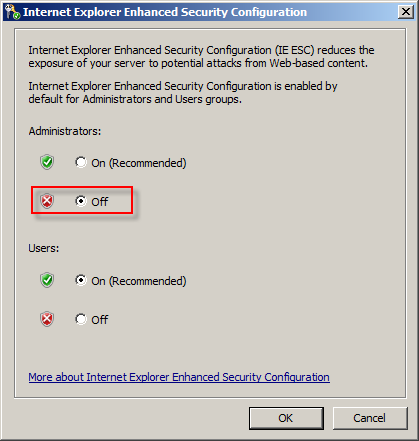 Internet Explorer Enhanced Security Configuration
Internet Explorer Enhanced Security Configuration (IE ESC) reduces the
exposure of your server to potential attacks from Web-based content.
Internet Explorer Enhanced Security Configuration is enabled by
default for Administrators and Users groups.
Administrators:
On (Recommended)
Off
Users:
On (Recommended)
Off
More about Internet Explorer Enhanced Security Configuration
OK Cancel